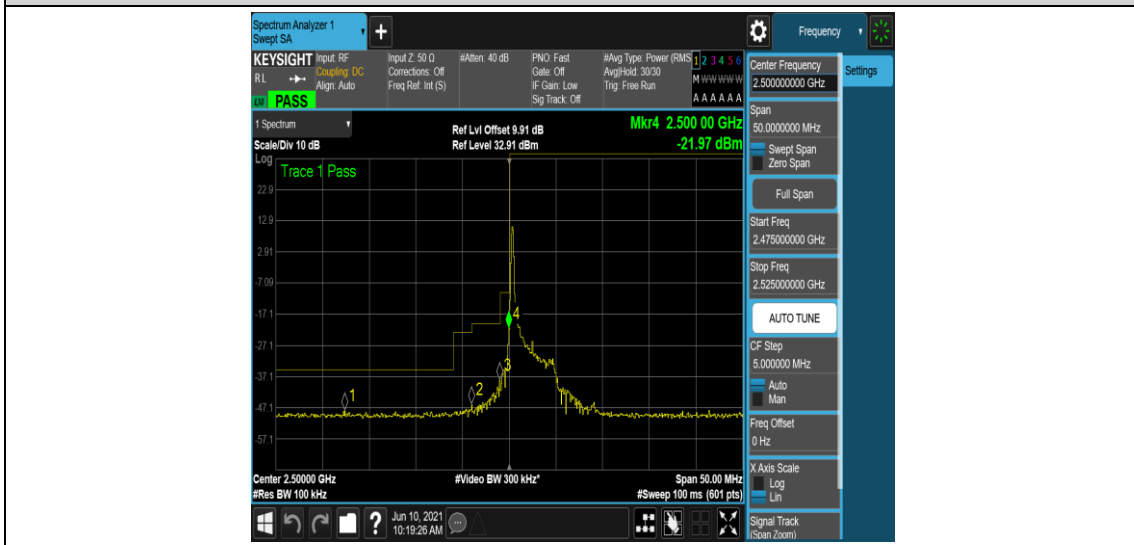 Spectrum Analyzer 1
Swept SA
+
Frequency
KEYSIGHT
RL
PASS
Input: RF
Coupling: DC
Align: Auto
Input Z: 50 Ω
Corrections: Off
Freq Ref: Int (S)
#Atten: 40 dB
PNO: Fast
Gate: Off
IF Gain: Low
Sig Track: Off
#Avg Type: Power (RMS
Avg|Hold: 30/30
Trig: Free Run
1 2 3 4 5 6
M W W W W W
A A A A A A
1 Spectrum
Scale/Div 10 dB
Ref Lvl Offset 9.91 dB
Ref Level 32.91 dBm
Mkr4 2.500 00 GHz
-21.97 dBm
Log
Trace 1 Pass
22.9
12.9
2.91
-7.09
-17.1
-27.1
-37.1
-47.1
-57.1
1
2
3
4
Center 2.50000 GHz
#Res BW 100 kHz
#Video BW 300 kHz*
Span 50.00 MHz
#Sweep 100 ms (601 pts)
?
Jun 10, 2021
10:19:26 AM
Center Frequency
2.500000000 GHz
Settings
Span
50.0000000 MHz
Swept Span
Zero Span
Full Span
Start Freq
2.475000000 GHz
Stop Freq
2.525000000 GHz
AUTO TUNE
CF Step
5.000000 MHz
Auto
Man
Freq Offset
0 Hz
X Axis Scale
Log
Lin
Signal Track
(Span Zoom)